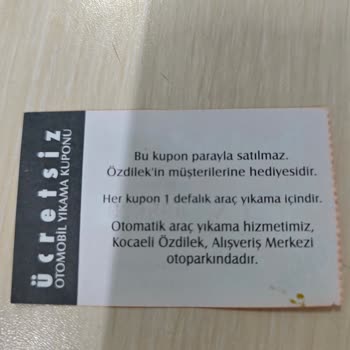 ücretsiz
OTOMOBİL YIKAMA KUPONU
Bu kupon parayla satılmaz.
Özdilek'in müşterilerine hediyesidir.
Her kupon 1 defalık araç yıkama içindir.
Otomatik araç yıkama hizmetimiz,
Kocaeli Özdilek, Alışveriş Merkezi
otoparkındadır.